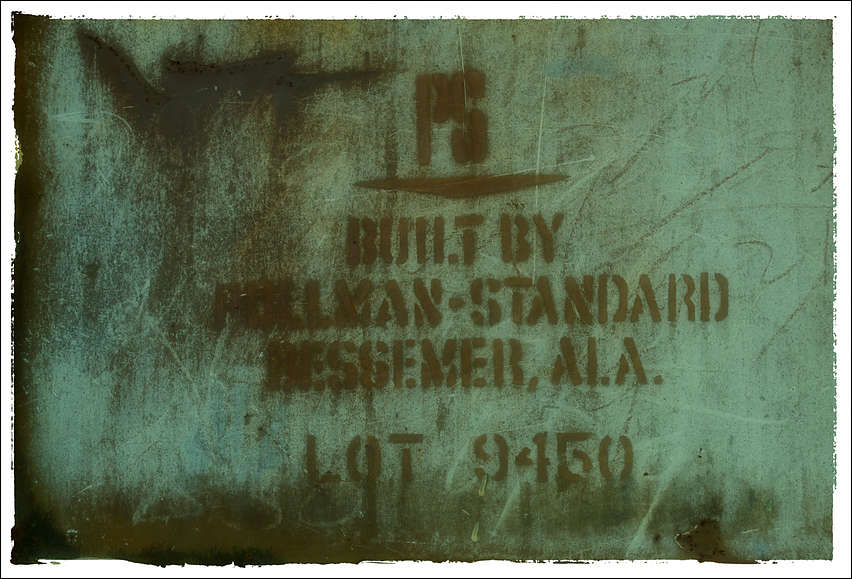 PS
BUILT BY
PULLMAN-STANDARD
BESSEMER, ALA.
LOT 9450